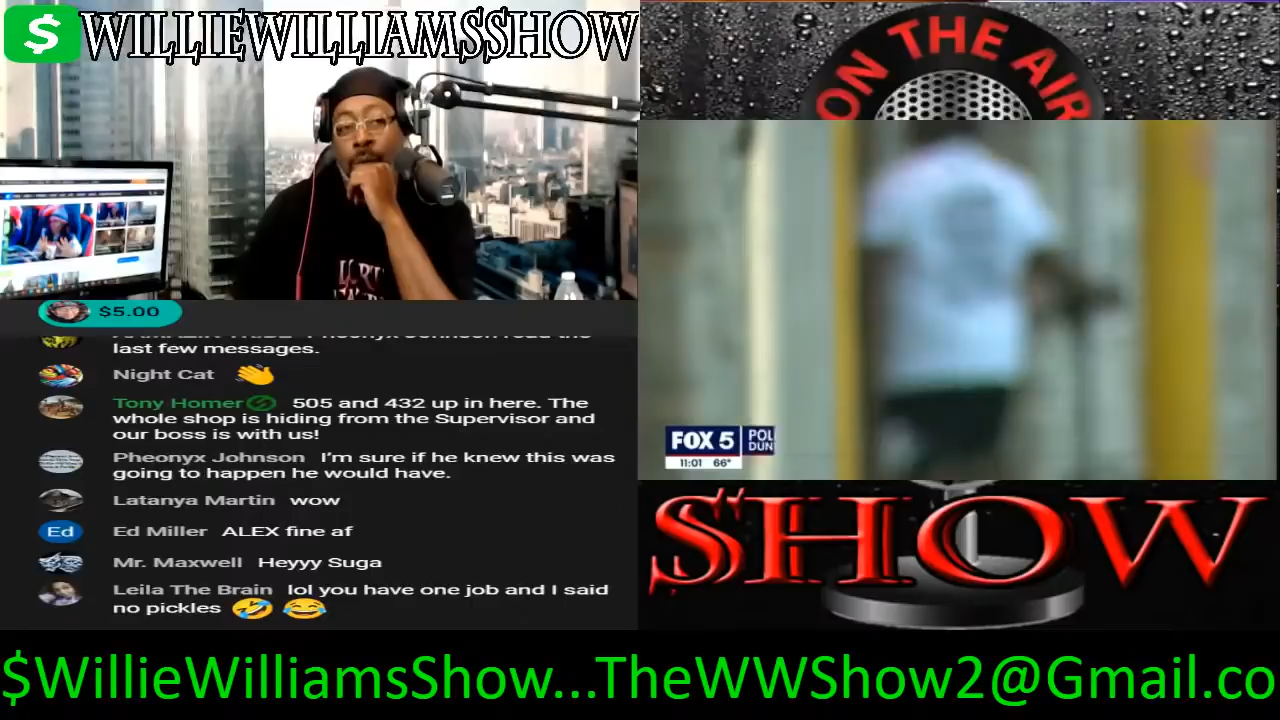 $ $WILLIEWILLIAMSSHOW
ON THE AIR
$5.00
last few messages.
Night Cat 👋
Tony Homer 505 and 432 up in here. The
whole shop is hiding from the Supervisor and
our boss is with us!
Pheonyx Johnson I'm sure if he knew this was
going to happen he would have.
Latanya Martin wow
Ed Ed Miller ALEX fine af
Mr. Maxwell Heyyy Suga
Leila The Brain lol you have one job and I said
no pickles 🤣 😂
FOX 5 POL
DUN
11:01 66°
SHOW
$WillieWilliamsShow...TheWWShow2@Gmail.co